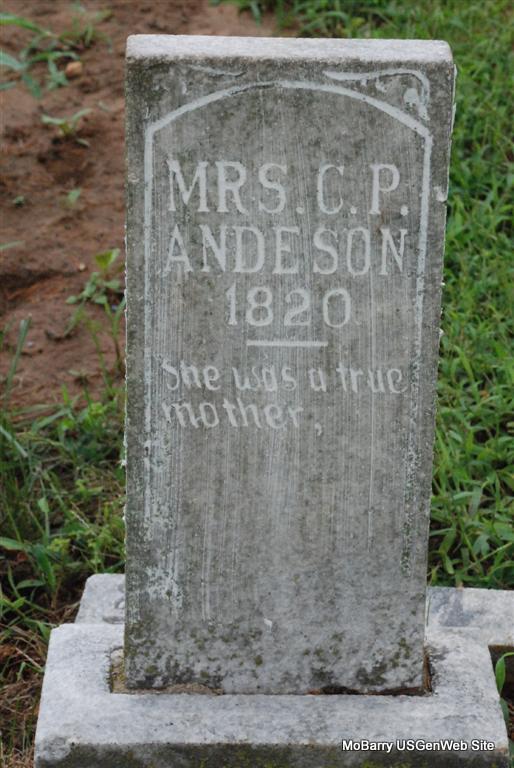 MRS. C. P.
ANDESON
1820
She was a true
mother,
MoBarry USGenWeb Site